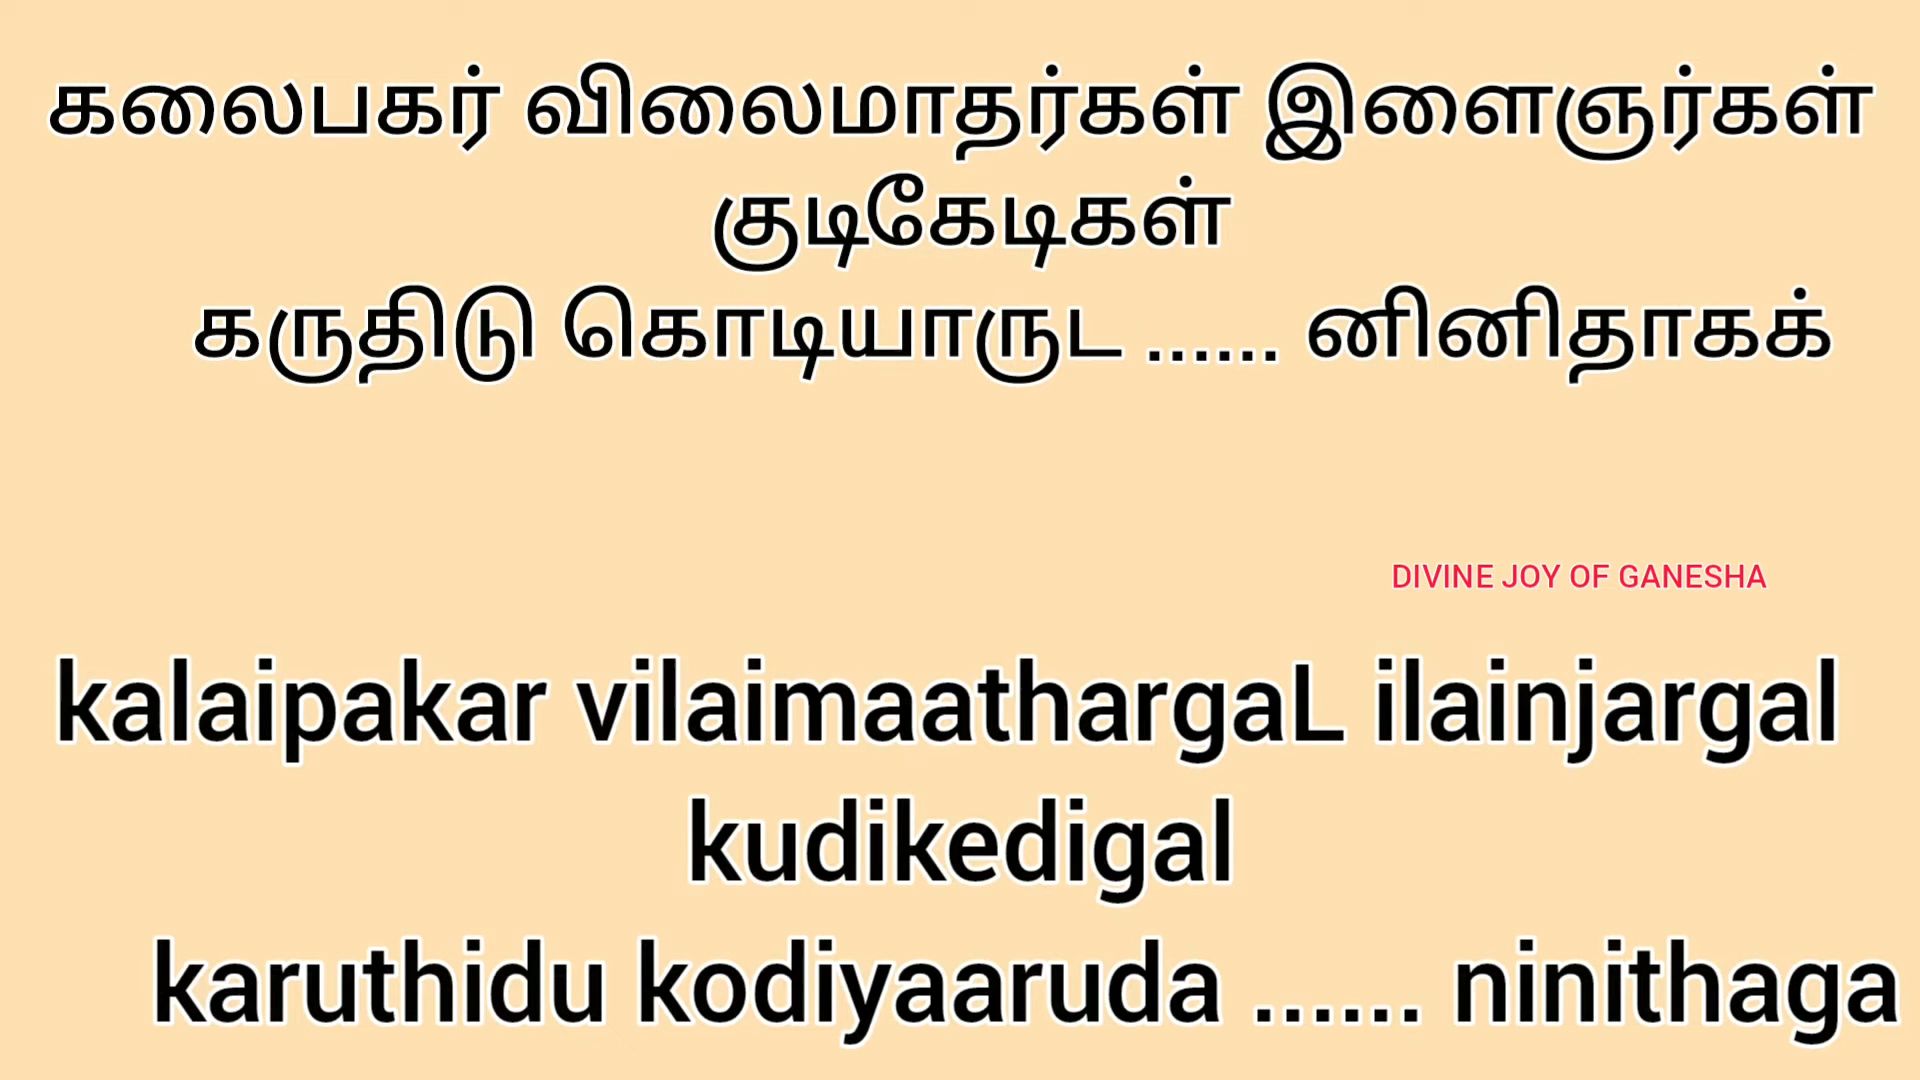 கலைபகர் விலைமாதர்கள் இளைஞர்கள்
குடிகேடிகள்
கருதிடு கொடியாருட ...... னினிதாகக்
DIVINE JOY OF GANESHA
kalaipakar vilaimaathargaL ilainjargal
kudikedigal
karuthidu kodiyaaruda ...... ninithaga